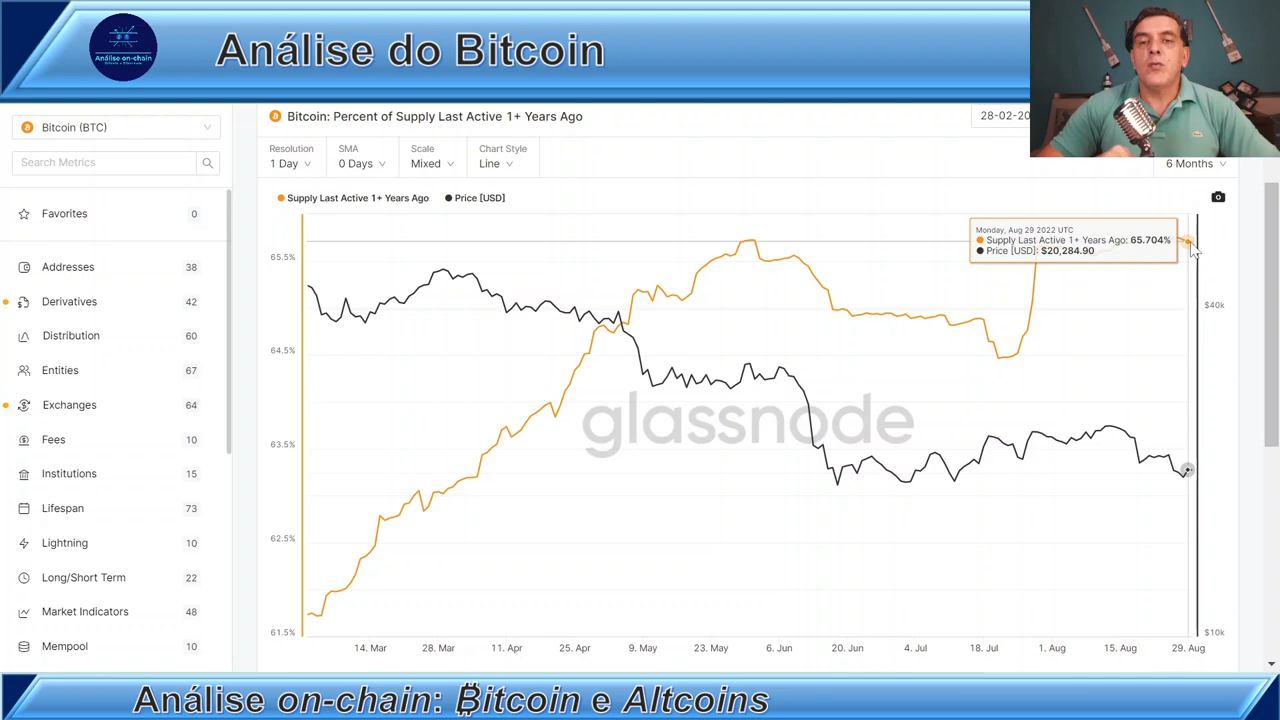 Análise do Bitcoin
Análise on-chain
Bitcoin (BTC)
Search Metrics
Favorites 0
Addresses 38
Derivatives 42
Distribution 60
Entities 67
Exchanges 64
Fees 10
Institutions 15
Lifespan 73
Lightning 10
Long/Short Term 22
Market Indicators 48
Mempool 10
Bitcoin: Percent of Supply Last Active 1+ Years Ago
28-02-20
Resolution
1 Day
SMA
0 Days
Scale
Mixed
Chart Style
Line
6 Months
Supply Last Active 1+ Years Ago Price [USD]
Monday, Aug 29 2022 UTC
Supply Last Active 1+ Years Ago: 65.704%
Price [USD]: $20,284.90
65.5%
64.5%
63.5%
62.5%
61.5%
$40k
$10k
glassnode
14. Mar 28. Mar 11. Apr 25. Apr 9. May 23. May 6. Jun 20. Jun 4. Jul 18. Jul 1. Aug 15. Aug 29. Aug
Análise on-chain: ₿itcoin e Altcoins